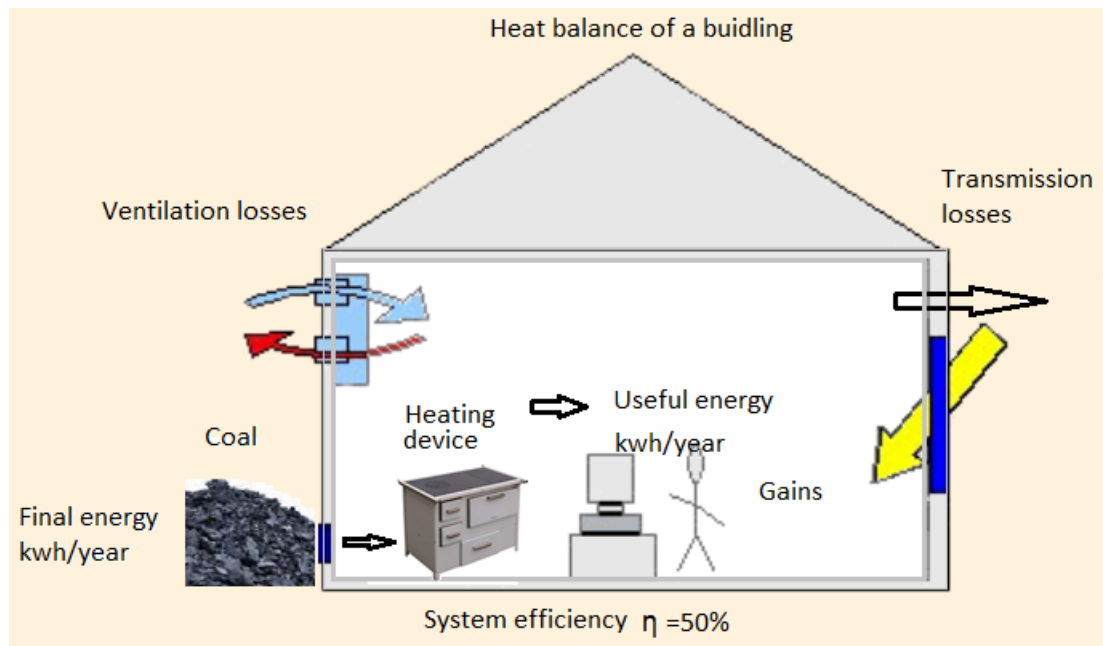 Heat balance of a buidling
Transmission
losses
Ventilation losses
Useful energy
kwh/year
Heating
device
Coal
Gains
Final energy
kwh/year
System efficiency η =50%